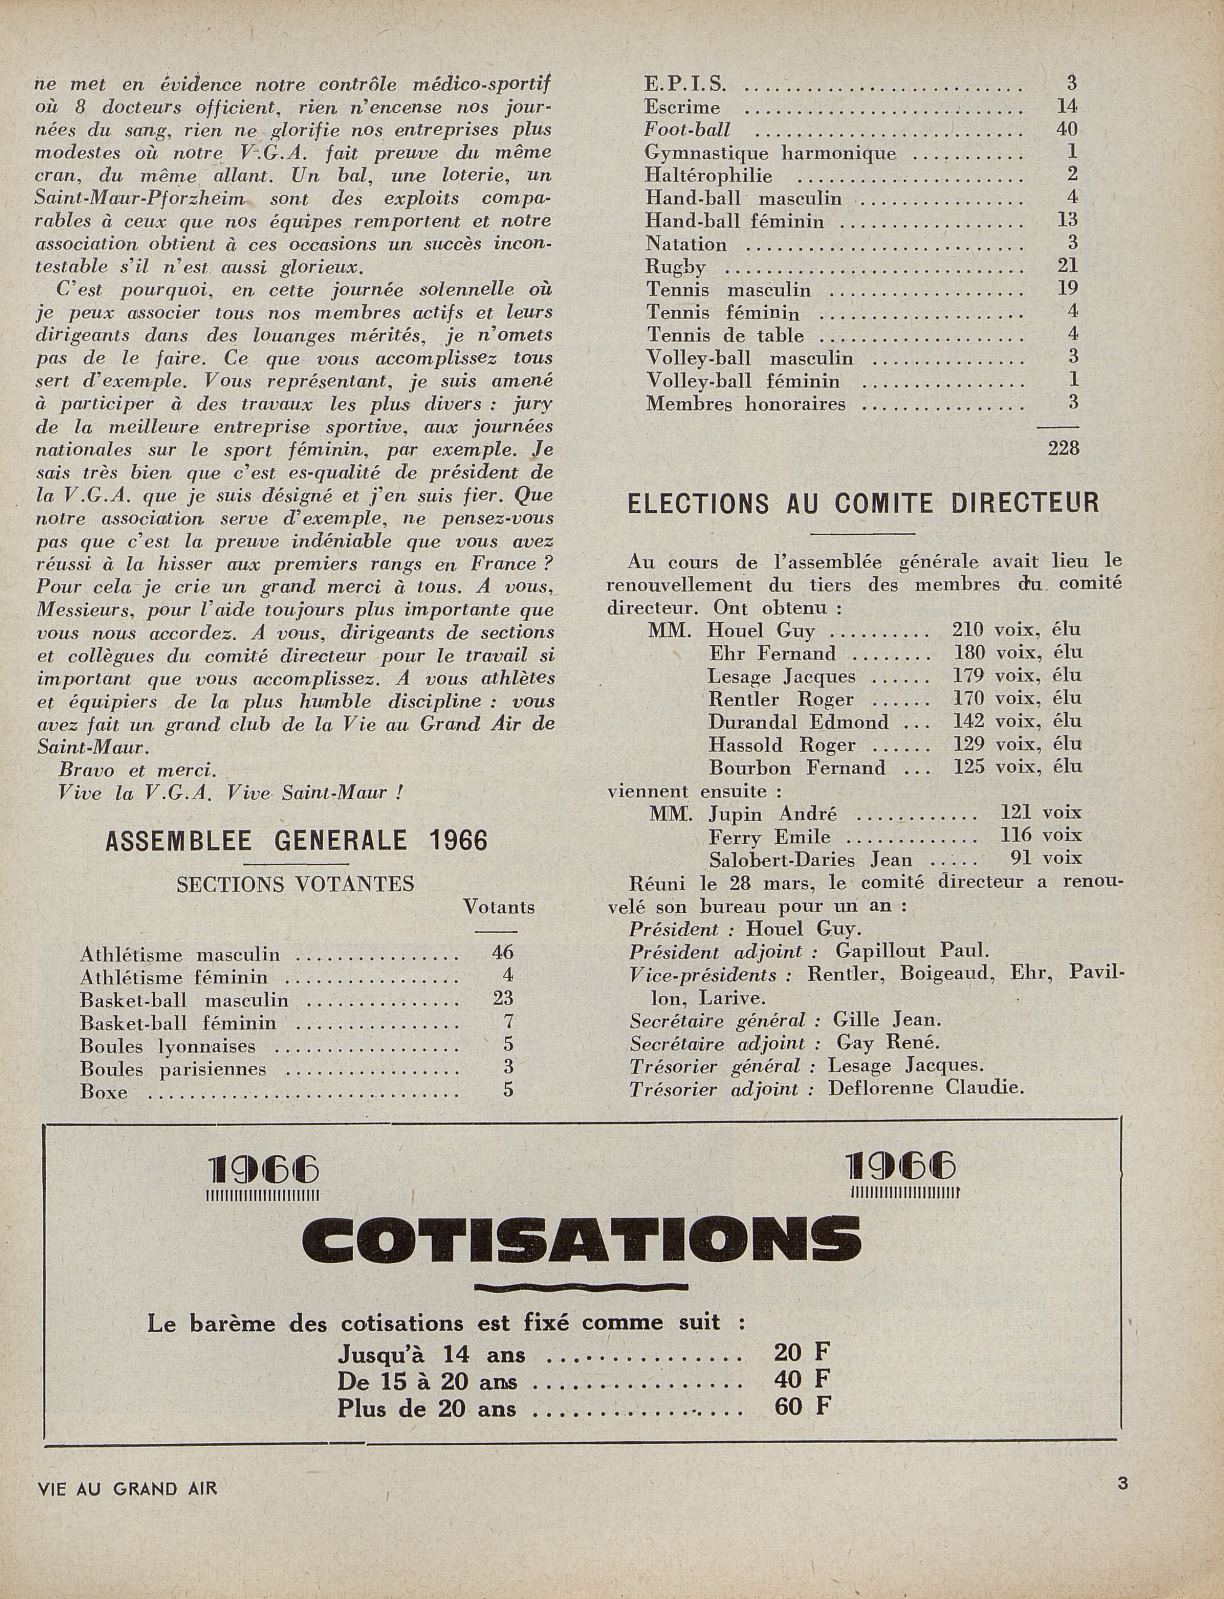 ne met en évidence notre contrôle médico-sportif
où 8 docteurs officient, rien n'encense nos jour-
nées du sang, rien ne glorifie nos entreprises plus
modestes où notre V.G.A. fait preuve du même
cran, du même allant. Un bal, une loterie, un
Saint-Maur-Pforzheim sont des exploits compa-
rables à ceux que nos équipes remportent et notre
association obtient à ces occasions un succès incon-
testable s'il n'est aussi glorieux.
C'est pourquoi, en cette journée solennelle où
je peux associer tous nos membres actifs et leurs
dirigeants dans des louanges mérités, je n'omets
pas de le faire. Ce que vous accomplissez tous
sert d'exemple. Vous représentant, je suis amené
à participer à des travaux les plus divers : jury
de la meilleure entreprise sportive, aux journées
nationales sur le sport féminin, par exemple. Je
sais très bien que c'est es-qualité de président de
la V.G.A. que je suis désigné et j'en suis fier. Que
notre association serve d'exemple, ne pensez-vous
pas que c'est la preuve indéniable que vous avez
réussi à la hisser aux premiers rangs en France ?
Pour cela je crie un grand merci à tous. A vous,
Messieurs, pour l'aide toujours plus importante que
vous nous accordez. A vous, dirigeants de sections
et collègues du comité directeur pour le travail si
important que vous accomplissez. A vous athlètes
et équipiers de la plus humble discipline : vous
avez fait un grand club de la Vie au Grand Air de
Saint-Maur.
Bravo et merci.
Vive la V.G.A. Vive Saint-Maur !
ASSEMBLEE GENERALE 1966
SECTIONS VOTANTES
Votants
Athlétisme masculin ................ 46
Athlétisme féminin ................. 4
Basket-ball masculin ............... 23
Basket-ball féminin ................ 7
Boules lyonnaises .................. 5
Boules parisiennes ................. 3
Boxe .............................. 5
E.P.I.S. ........................... 3
Escrime ........................... 14
Foot-ball .......................... 40
Gymnastique harmonique ........... 1
Haltérophilie ...................... 2
Hand-ball masculin ................ 4
Hand-ball féminin .................. 13
Natation ........................... 3
Rugby ............................. 21
Tennis masculin ................... 19
Tennis féminin .................... 4
Tennis de table .................... 4
Volley-ball masculin ............... 3
Volley-ball féminin ................ 1
Membres honoraires ................ 3
228
ELECTIONS AU COMITE DIRECTEUR
Au cours de l'assemblée générale avait lieu le
renouvellement du tiers des membres du comité
directeur. Ont obtenu :
MM. Houel Guy .......... 210 voix, élu
Ehr Fernand ........ 180 voix, élu
Lesage Jacques ...... 179 voix, élu
Rentler Roger ...... 170 voix, élu
Durandal Edmond ... 142 voix, élu
Hassold Roger ...... 129 voix, élu
Bourbon Fernand ... 125 voix, élu
viennent ensuite :
MM. Jupin André ............ 121 voix
Ferry Emile ............. 116 voix
Salobert-Daries Jean ..... 91 voix
Réuni le 28 mars, le comité directeur a renou-
velé son bureau pour un an :
Président : Houel Guy.
Président adjoint : Gapillout Paul.
Vice-présidents : Rentler, Boigeaud, Ehr, Pavil-
lon, Larive.
Secrétaire général : Gille Jean.
Secrétaire adjoint : Gay René.
Trésorier général : Lesage Jacques.
Trésorier adjoint : Deflorenne Claudie.
1966 1966
COTISATIONS
Le barème des cotisations est fixé comme suit :
Jusqu'à 14 ans ............... 20 F
De 15 à 20 ans ................ 40 F
Plus de 20 ans ................ 60 F
VIE AU GRAND AIR 3